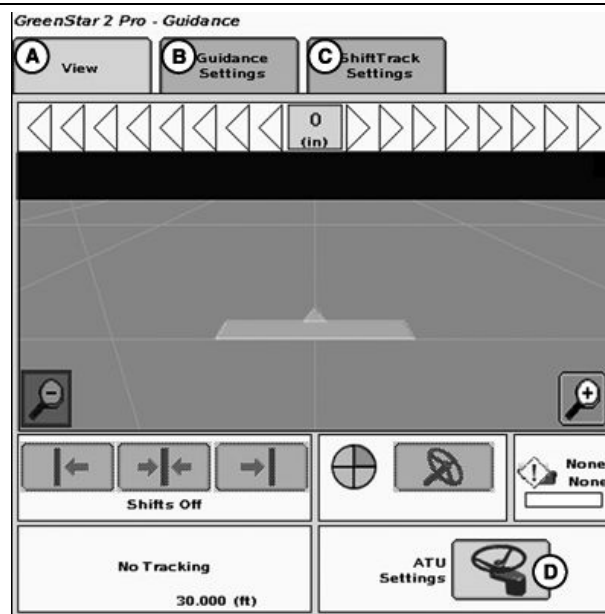 GreenStar 2 Pro - Guidance
A View
B Guidance Settings
C ShiftTrack Settings
0
(in)
Shifts Off
None
None
No Tracking
30.000 (ft)
ATU Settings
D